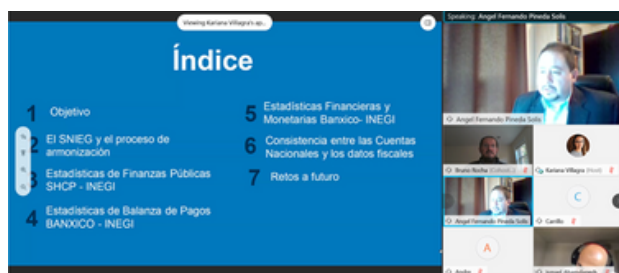 Viewing Kariana Villagra's ap...
Speaking: Angel Fernando Pineda Solis
Índice
1 Objetivo
2 El SNIEG y el proceso de
armonización
3 Estadísticas de Finanzas Públicas
SHCP - INEGI
4 Estadísticas de Balanza de Pagos
BANXICO - INEGI
5 Estadísticas Financieras y
Monetarias Banxico- INEGI
6 Consistencia entre las Cuentas
Nacionales y los datos fiscales
7 Retos a futuro
Angel Fernando Pineda Solis
Bruno Rocha
Kariana Villagra (Host)
Angel Fernando Pineda Solis
C
Carrillo
A